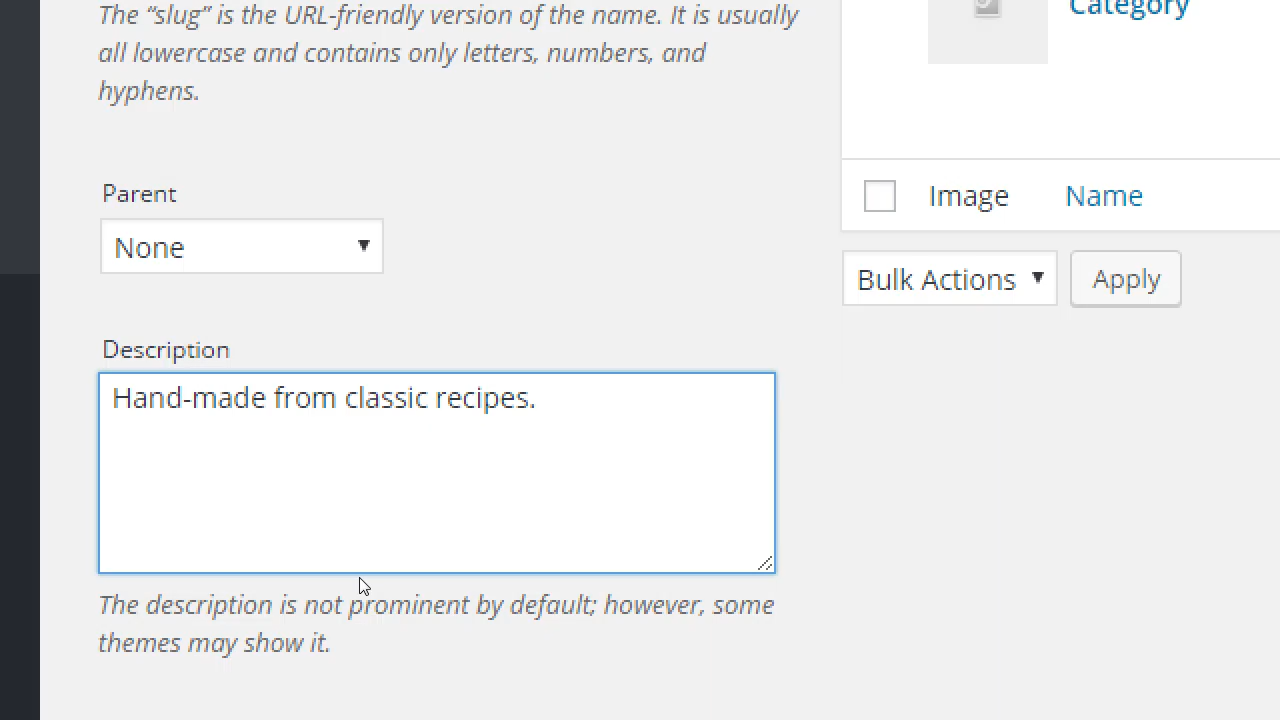 The “slug” is the URL-friendly version of the name. It is usually
all lowercase and contains only letters, numbers, and
hyphens.
Parent
None
Description
Hand-made from classic recipes.
The description is not prominent by default; however, some
themes may show it.
Category
Image Name
Bulk Actions Apply